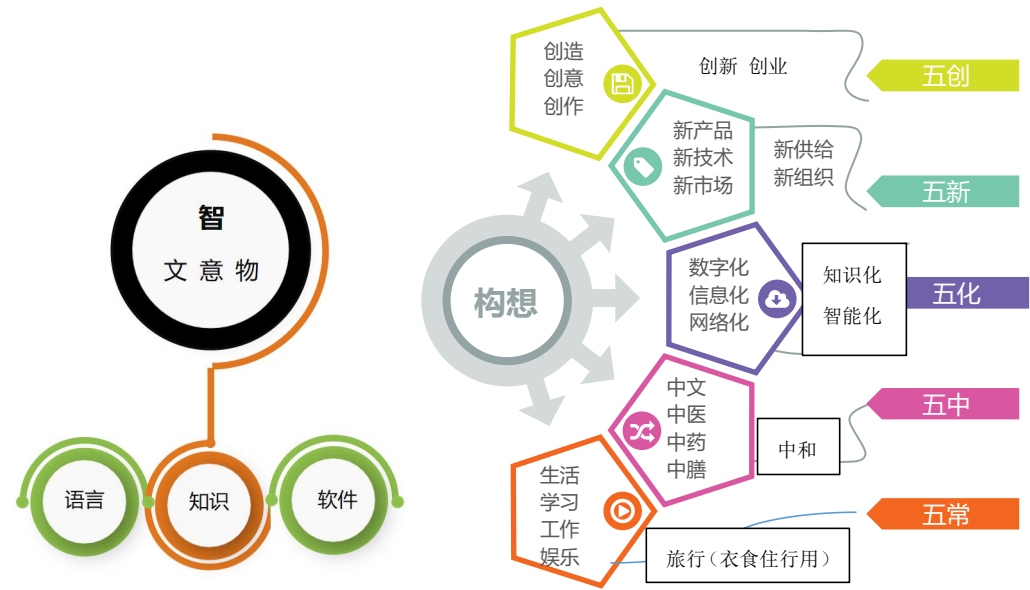 智
文 意 物
语言
知识
软件
构想
创造
创意
创作
创新 创业
五创
新产品
新技术
新市场
新供给
新组织
五新
数字化
信息化
网络化
知识化
智能化
五化
中文
中医
中药
中膳
中和
五中
生活
学习
工作
娱乐
旅行（衣食住行用）
五常